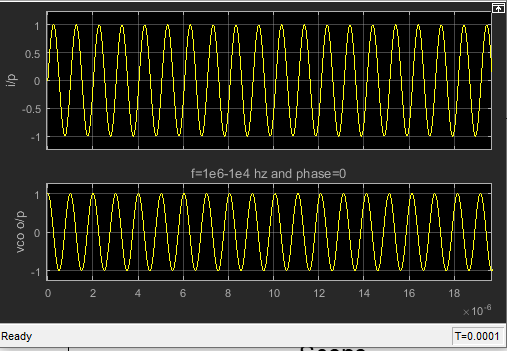 1
0.5
0
-0.5
-1
i/p
f=1e6-1e4 hz and phase=0
1
0
-1
vco o/p
0 2 4 6 8 10 12 14 16 18
×10⁻⁶
Ready T=0.0001